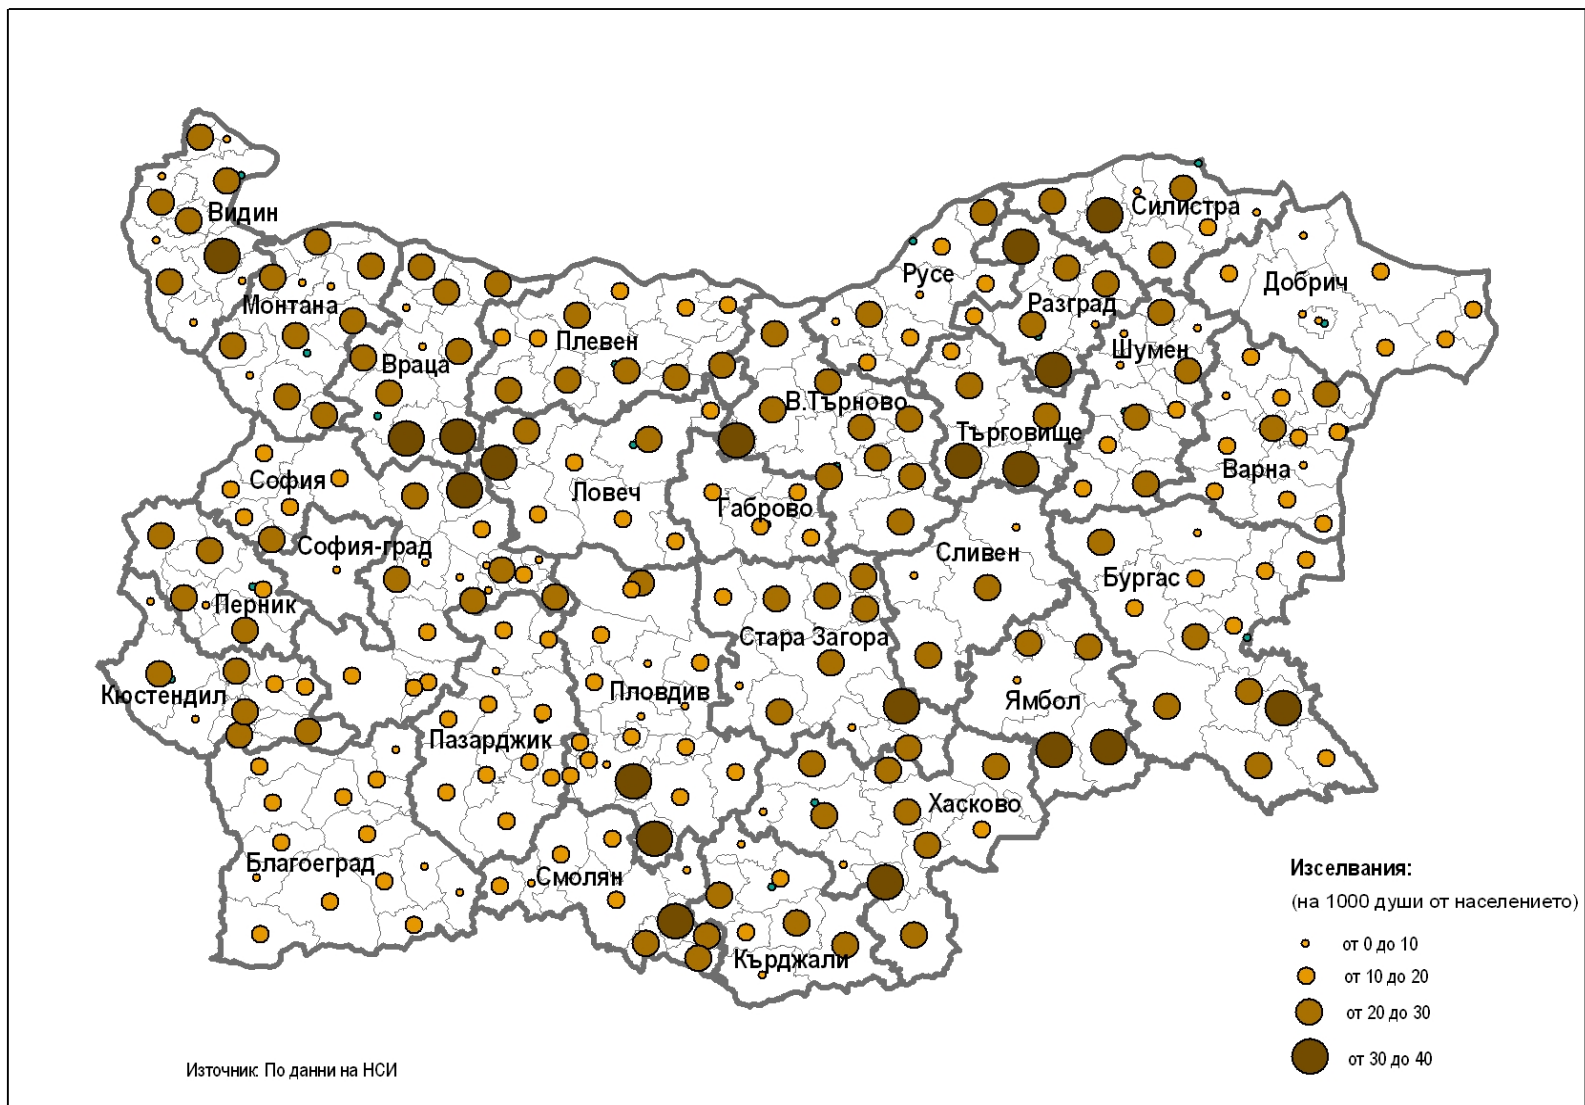 Видин
Силистра
Русе
Добрич
Монтана
Разград
Плевен
Шумен
Враца
В.Търново
Търговище
Варна
София
Ловеч
Габрово
София-град
Сливен
Бургас
Перник
Стара Загора
Кюстендил
Пловдив
Ямбол
Пазарджик
Хасково
Благоеград
Смолян
Кърджали
Изселвания:
(на 1000 души от населението)
от 0 до 10
от 10 до 20
от 20 до 30
от 30 до 40
Източник: По данни на НСИ